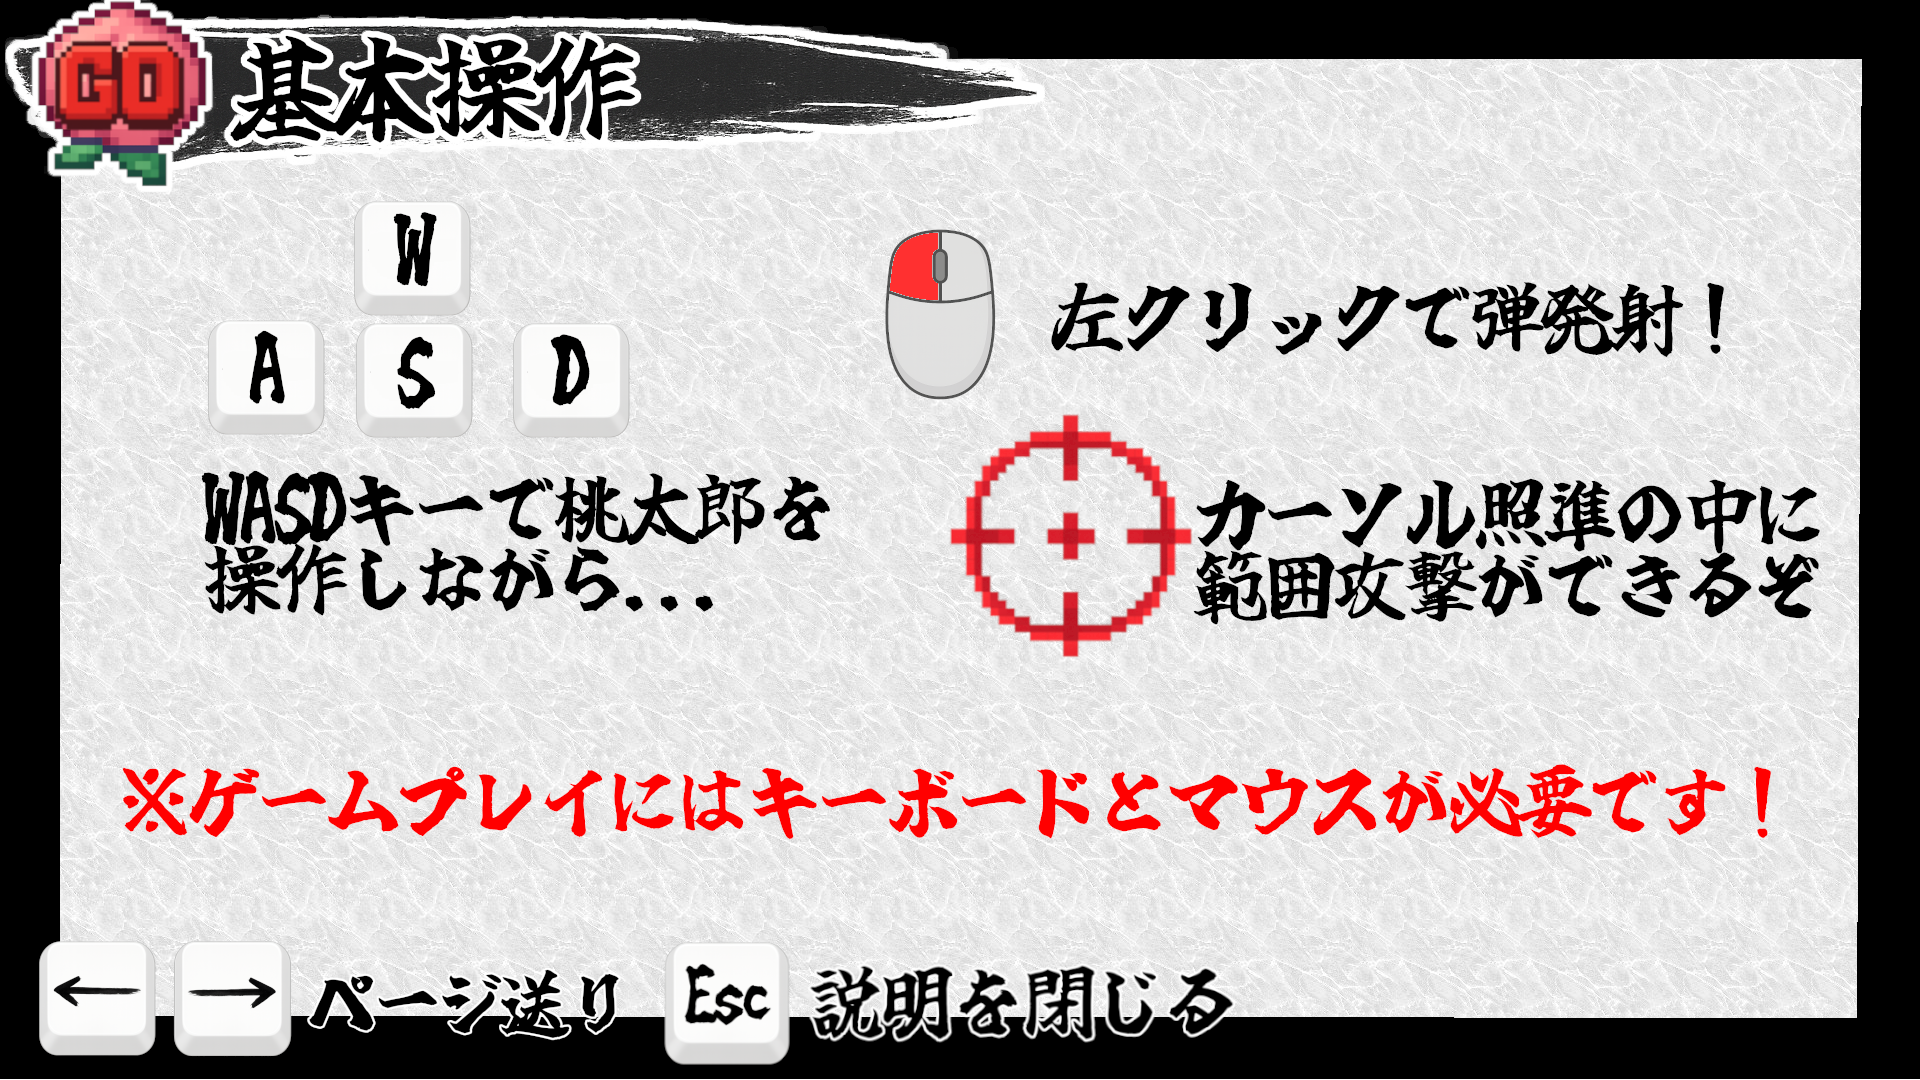 GO 基本操作
W
A S D
WASDキーで桃太郎を
操作しながら...
左クリックで弾発射！
カーソル照準の中に
範囲攻撃ができるぞ
※ゲームプレイにはキーボードとマウスが必要です！
← → ページ送り Esc 説明を閉じる